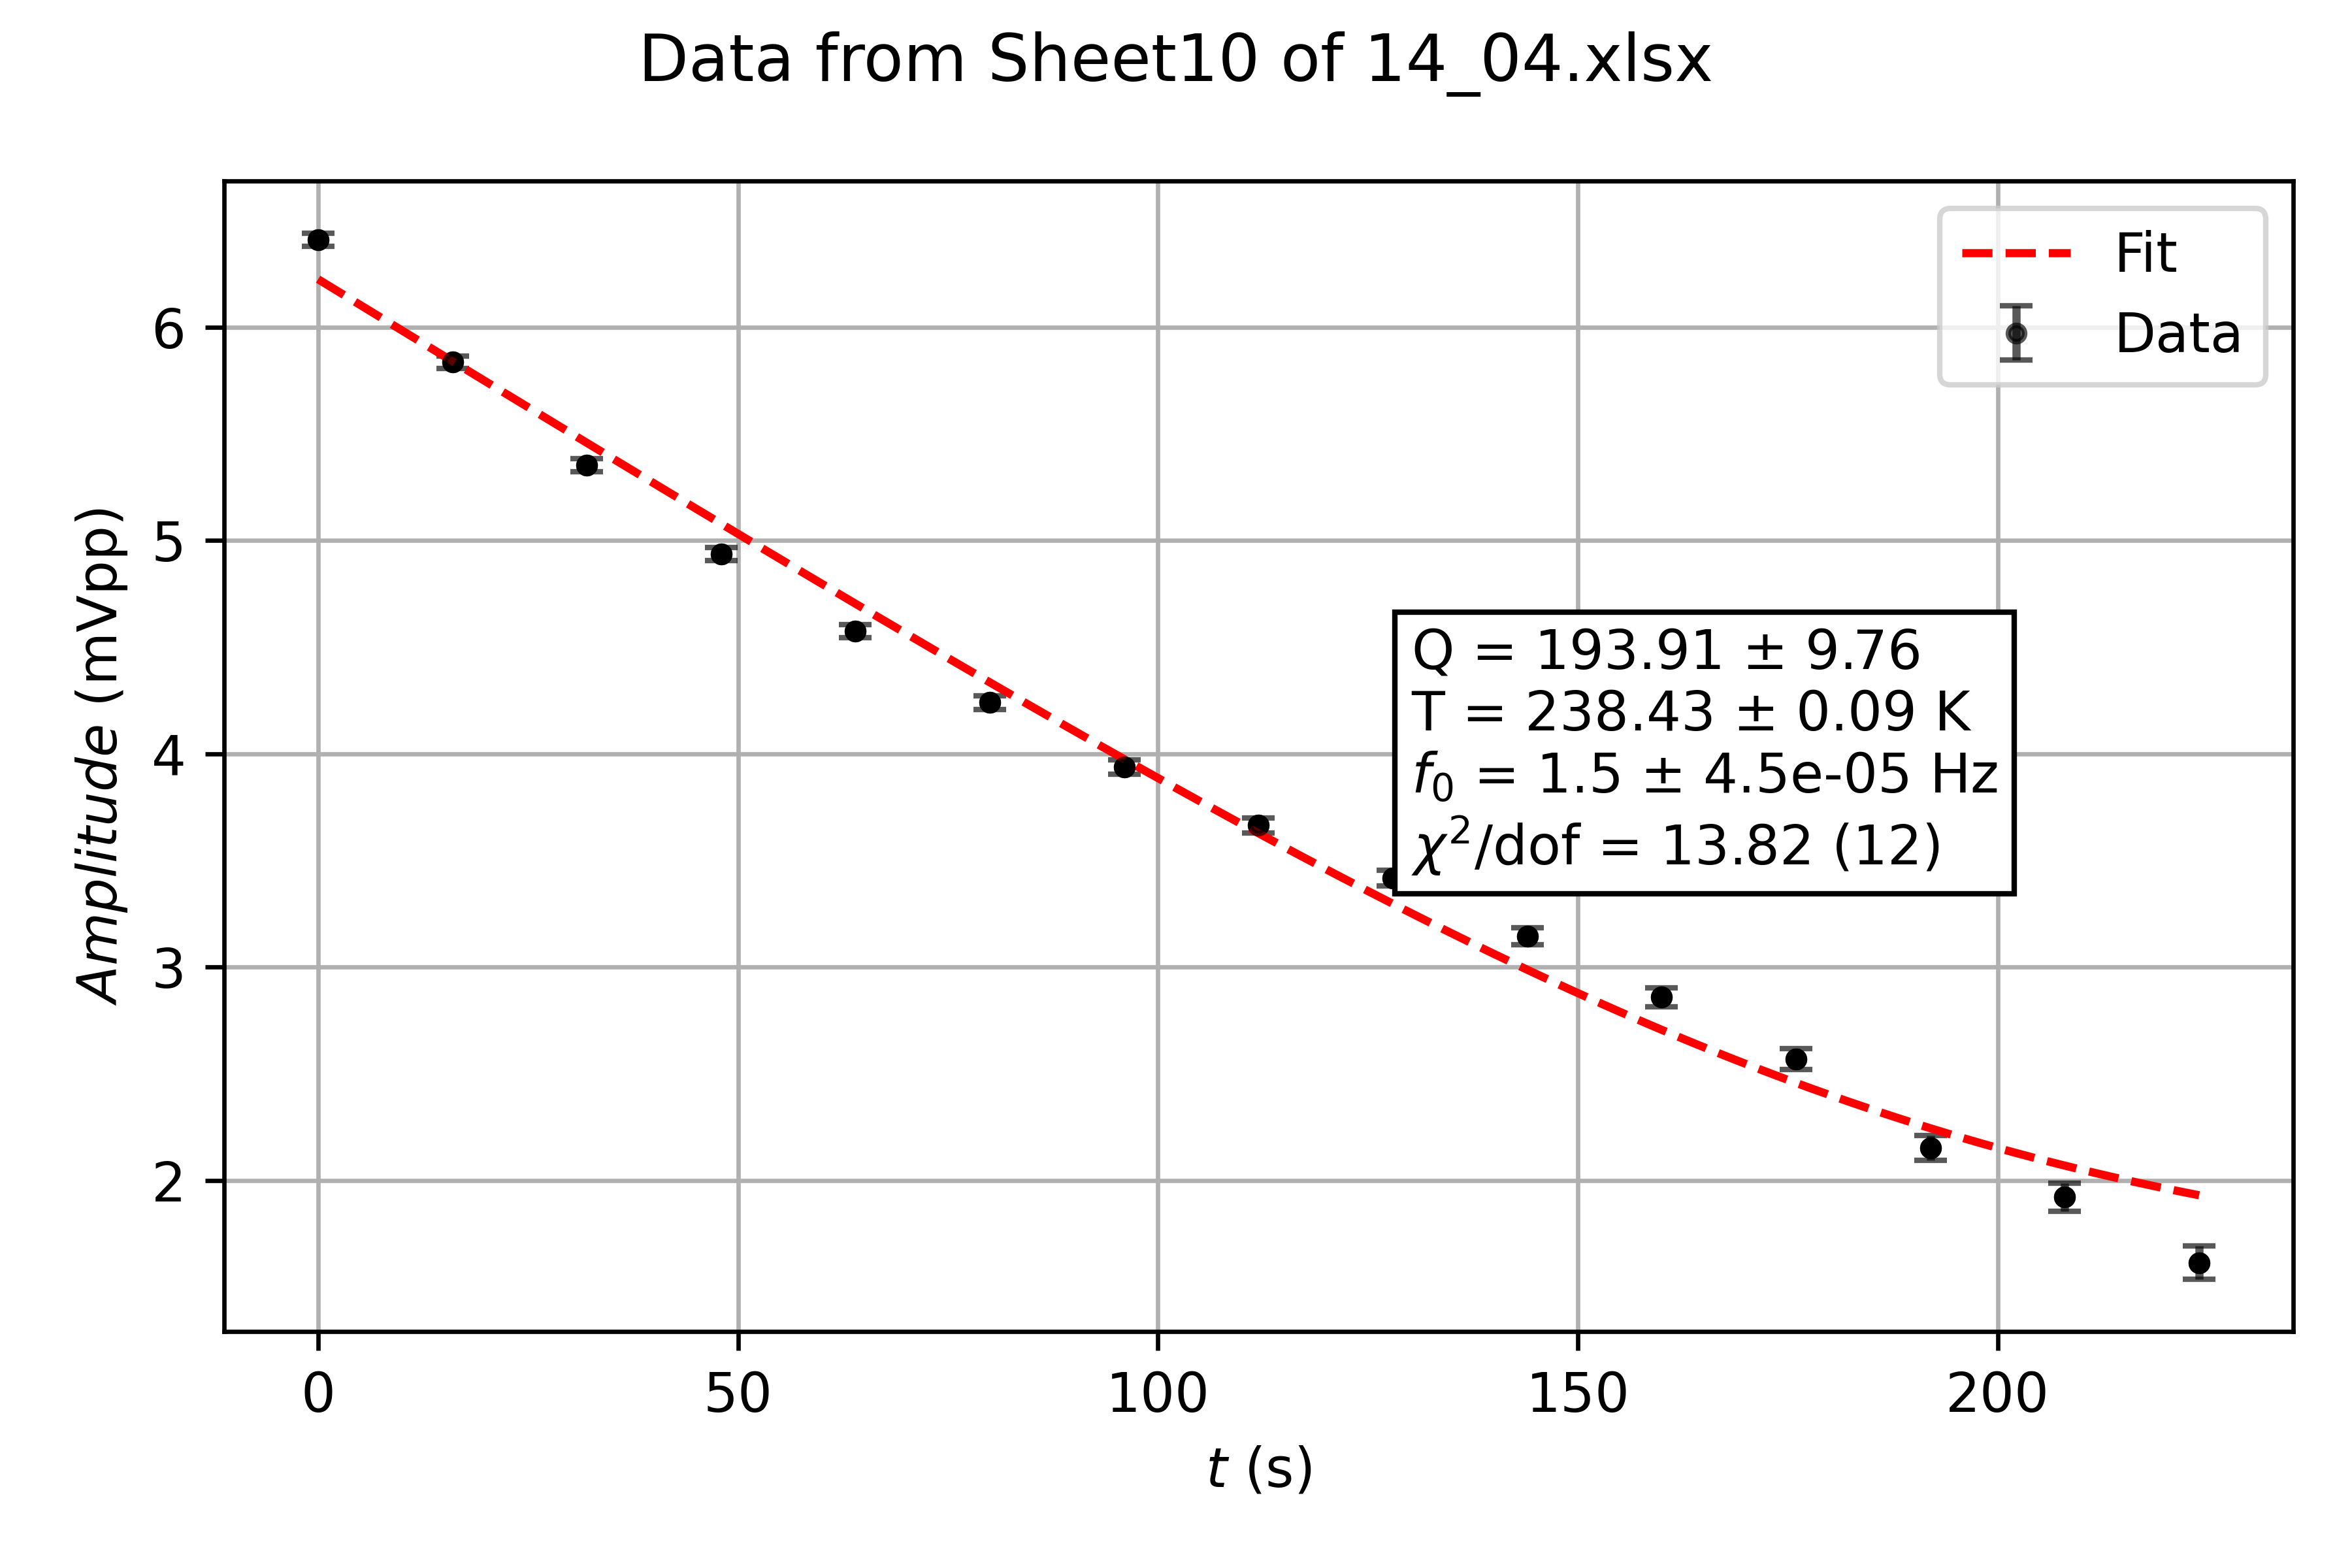 Data from Sheet10 of 14_04.xlsx
Fit
Data
Q = 193.91 ± 9.76
T = 238.43 ± 0.09 K
f₀ = 1.5 ± 4.5e-05 Hz
χ²/dof = 13.82 (12)
Amplitude (mVpp)
6
5
4
3
2
0 50 100 150 200
t (s)